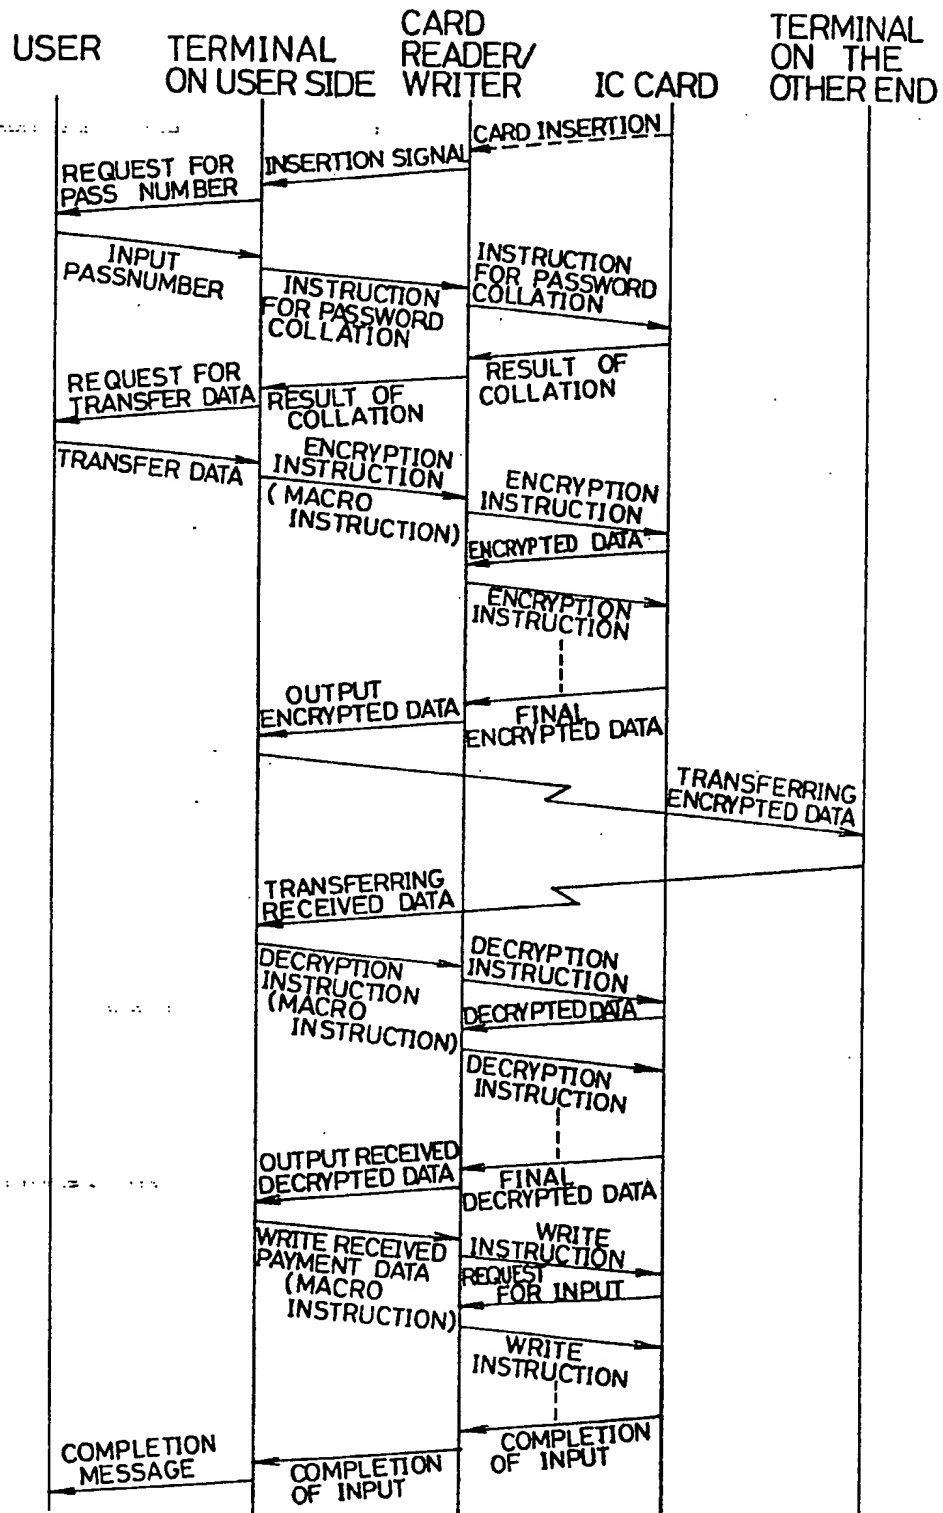 USER
TERMINAL
ON USER SIDE
CARD
READER/
WRITER
IC CARD
TERMINAL
ON THE
OTHER END
CARD INSERTION
INSERTION SIGNAL
REQUEST FOR
PASS NUMBER
INPUT
PASSNUMBER
INSTRUCTION
FOR PASSWORD
COLLATION
INSTRUCTION
FOR PASSWORD
COLLATION
RESULT OF
COLLATION
REQUEST FOR
TRANSFER DATA
RESULT OF
COLLATION
TRANSFER DATA
ENCRYPTION
INSTRUCTION
(MACRO
INSTRUCTION)
ENCRYPTION
INSTRUCTION
ENCRYPTED DATA
ENCRYPTION
INSTRUCTION
OUTPUT
ENCRYPTED DATA
FINAL
ENCRYPTED DATA
TRANSFERRING
ENCRYPTED DATA
TRANSFERRING
RECEIVED DATA
DECRYPTION
INSTRUCTION
(MACRO
INSTRUCTION)
DECRYPTION
INSTRUCTION
DECRYPTED DATA
DECRYPTION
INSTRUCTION
OUTPUT RECEIVED
DECRYPTED DATA
FINAL
DECRYPTED DATA
WRITE RECEIVED
PAYMENT DATA
(MACRO
INSTRUCTION)
WRITE
INSTRUCTION
REQUEST
FOR INPUT
WRITE
INSTRUCTION
COMPLETION
OF INPUT
COMPLETION
OF INPUT
COMPLETION
MESSAGE